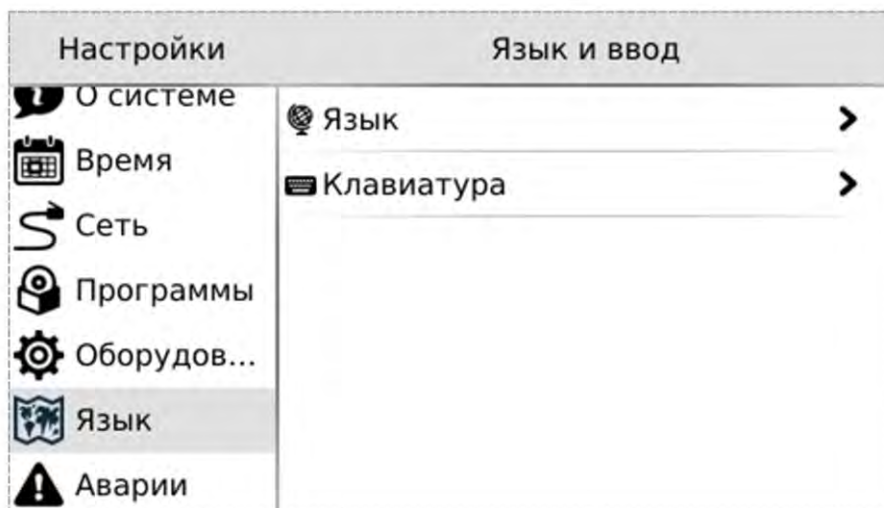 Настройки
Язык и ввод
О системе
Время
Сеть
Программы
Оборудов...
Язык
Аварии
Язык
Клавиатура